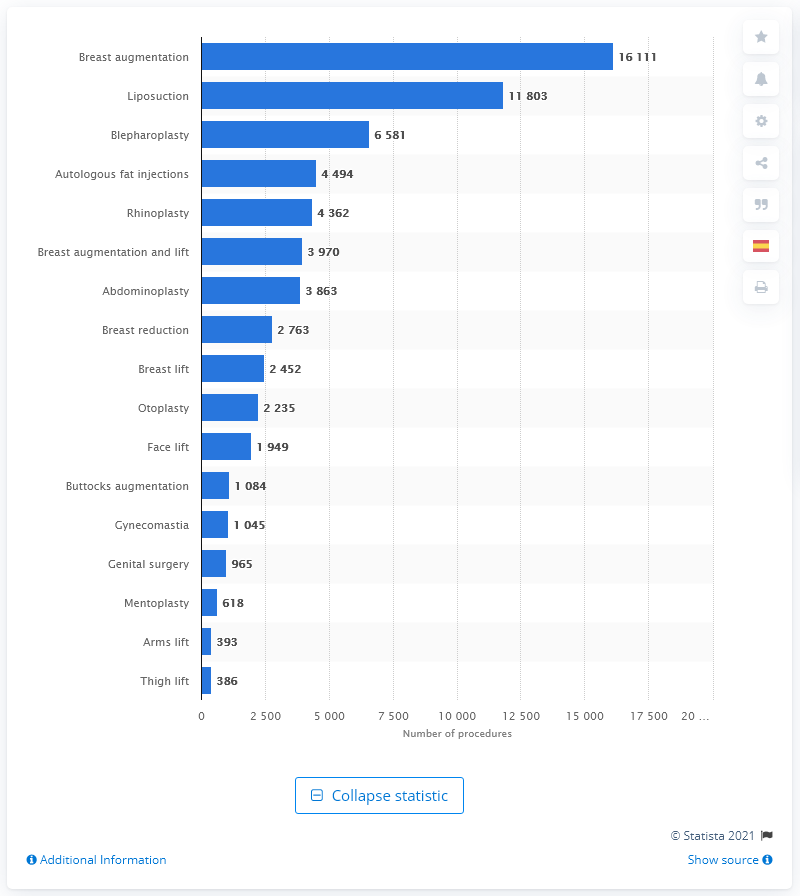 Breast augmentation 16 111
Liposuction 11 803
Blepharoplasty 6 581
Autologous fat injections 4 494
Rhinoplasty 4 362
Breast augmentation and lift 3 970
Abdominoplasty 3 863
Breast reduction 2 763
Breast lift 2 452
Otoplasty 2 235
Face lift 1 949
Buttocks augmentation 1 084
Gynecomastia 1 045
Genital surgery 965
Mentoplasty 618
Arms lift 393
Thigh lift 386
0 2 500 5 000 7 500 10 000 12 500 15 000 17 500 20 ...
Number of procedures
Collapse statistic
© Statista 2021
Additional Information Show source